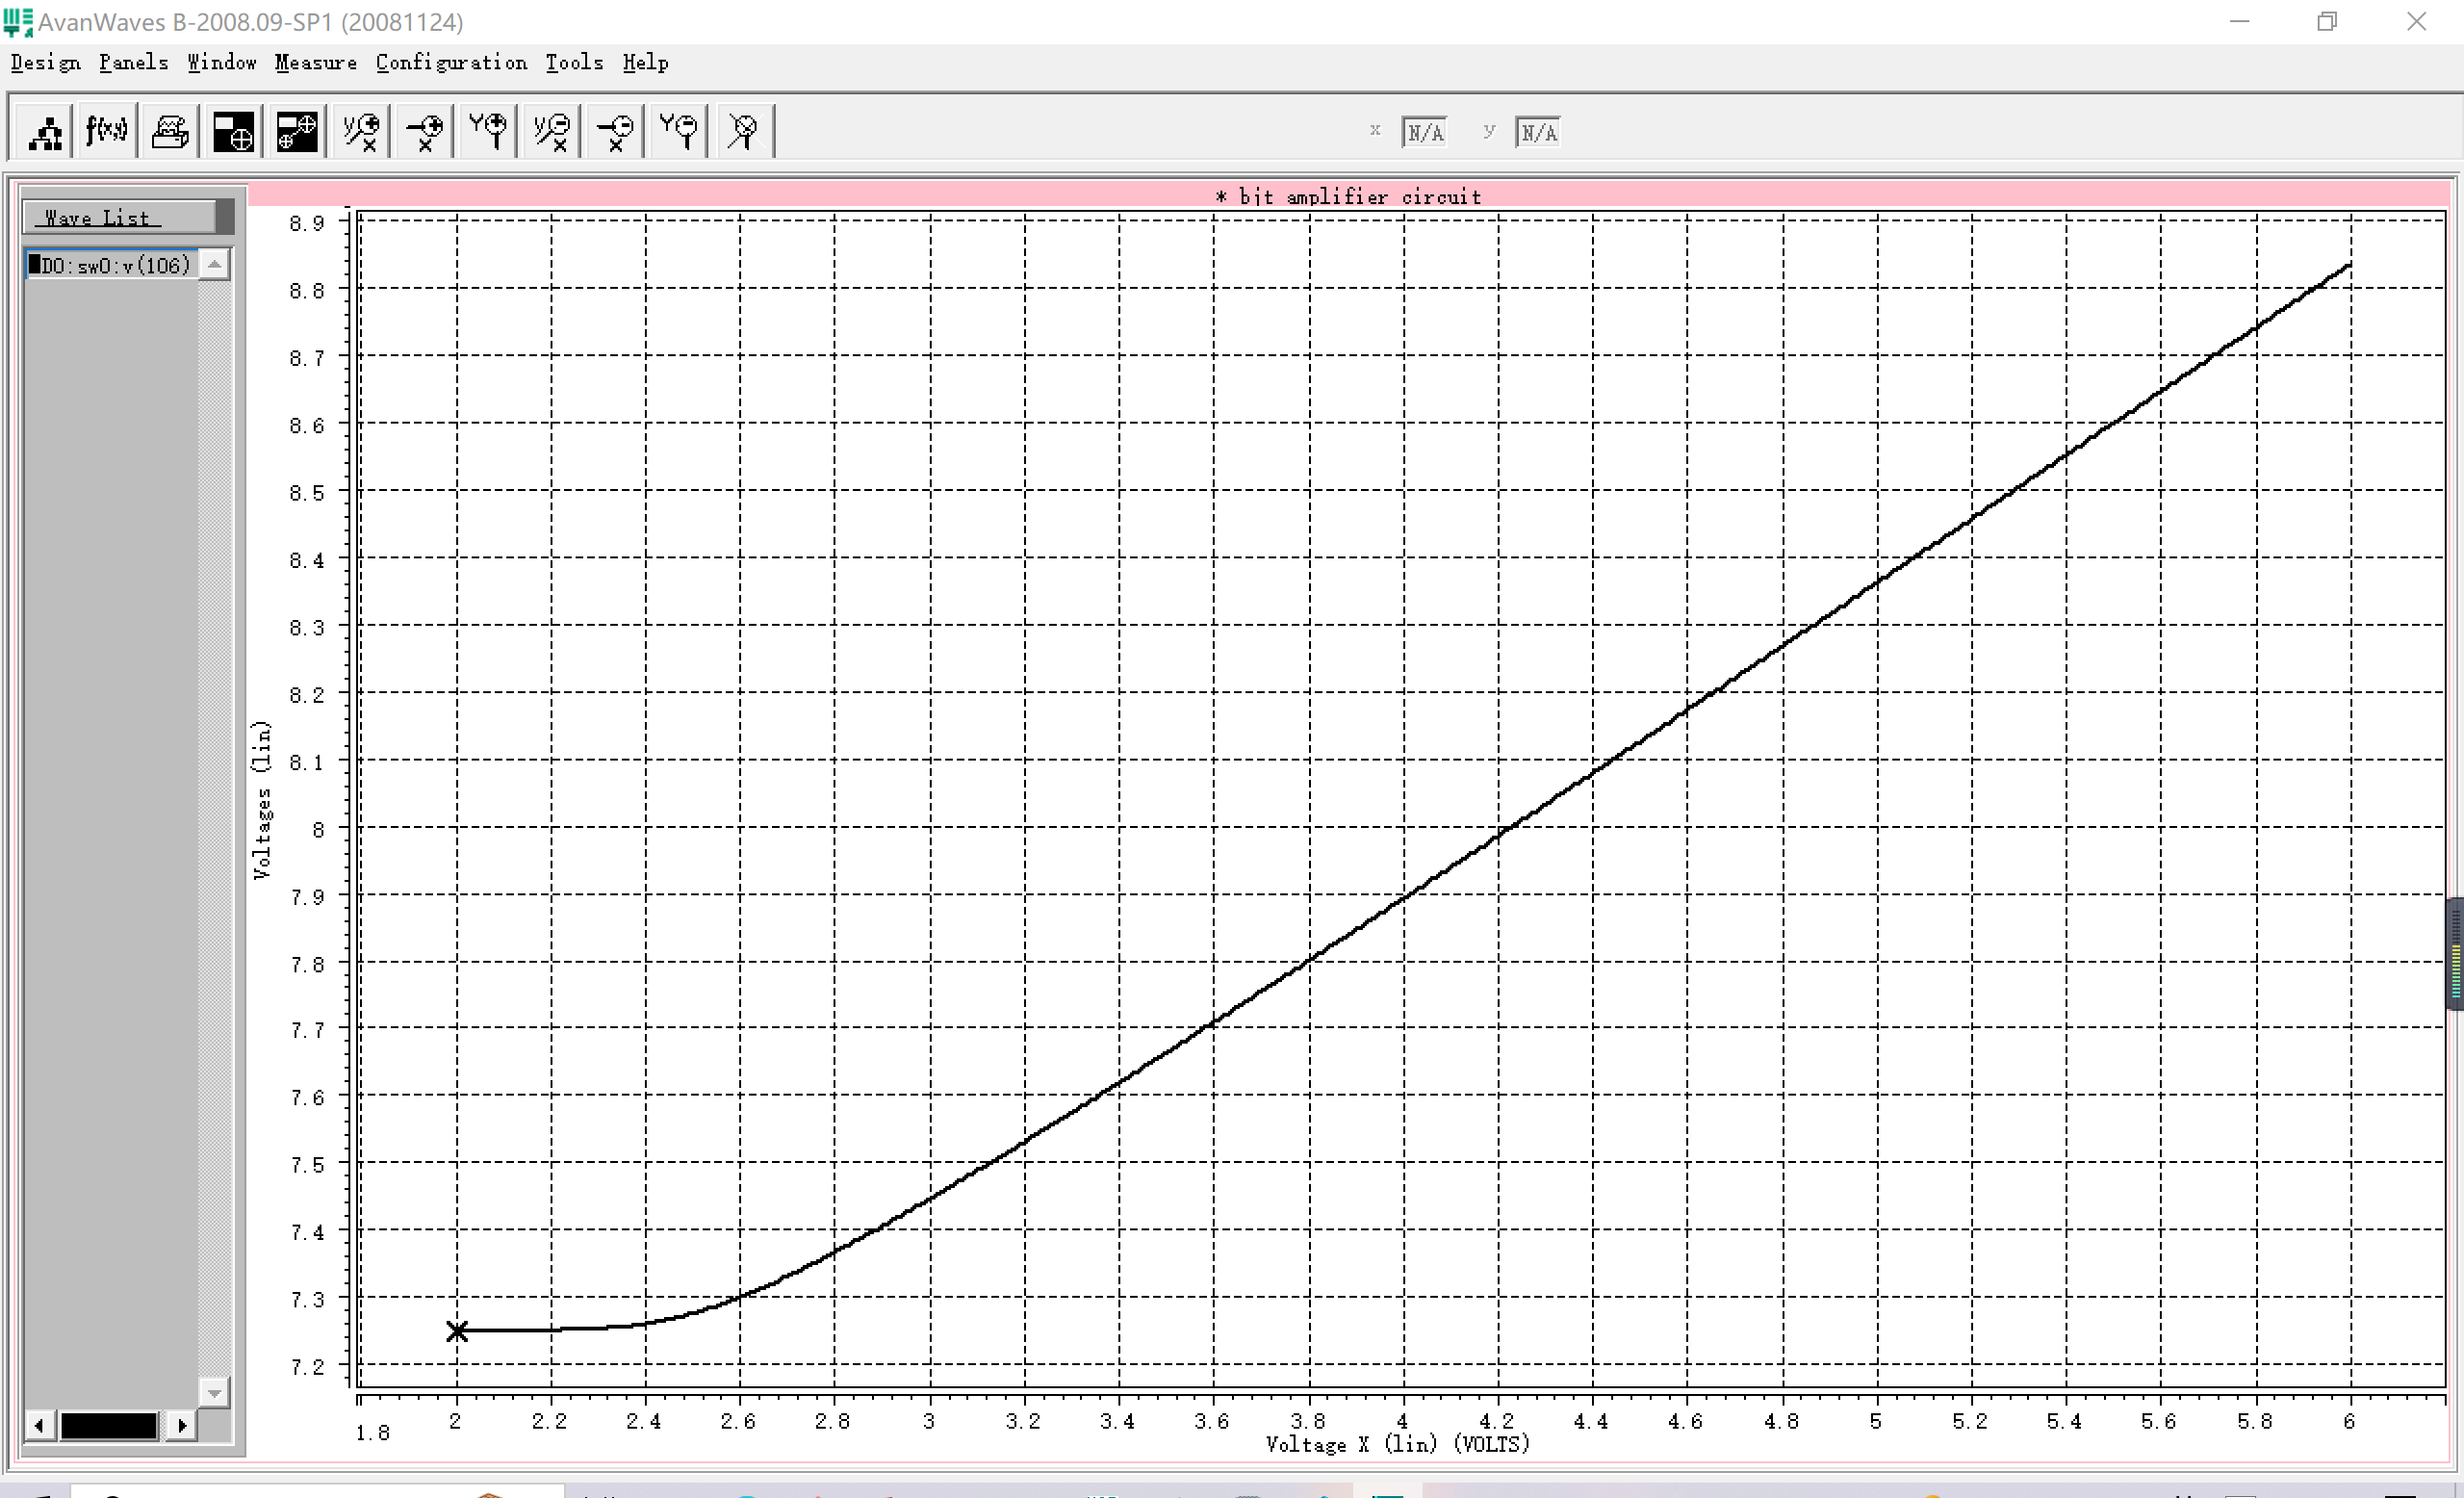 AvanWaves B-2008.09-SP1 (20081124)
Design Panels Window Measure Configuration Tools Help
f(x,y)
x N/A y N/A
* bjt amplifier circuit
Wave List
D0:sw0:v(106)
Voltages (lin)
8.9
8.8
8.7
8.6
8.5
8.4
8.3
8.2
8.1
8
7.9
7.8
7.7
7.6
7.5
7.4
7.3
7.2
1.8 2 2.2 2.4 2.6 2.8 3 3.2 3.4 3.6 3.8 4 4.2 4.4 4.6 4.8 5 5.2 5.4 5.6 5.8 6
Voltage X (lin) (VOLTS)